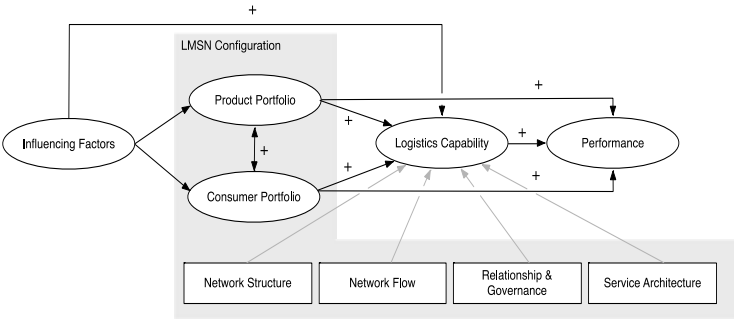 +
LMSN Configuration
Product Portfolio
+
+
Influencing Factors
Logistics Capability
+
Performance
+
+
Consumer Portfolio
+
Network Structure
Network Flow
Relationship &
Governance
Service Architecture